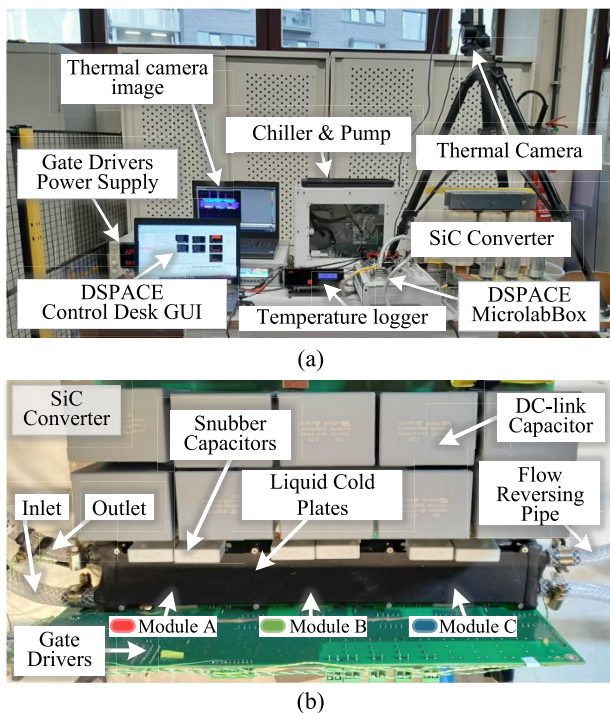 Thermal camera
image
Chiller & Pump
Thermal Camera
Gate Drivers
Power Supply
SiC Converter
DSPACE
Control Desk GUI
Temperature logger
DSPACE
MicrolabBox
(a)
SiC
Converter
Snubber
Capacitors
DC-link
Capacitor
Inlet
Outlet
Liquid Cold
Plates
Flow
Reversing
Pipe
Module A
Module B
Module C
Gate
Drivers
(b)